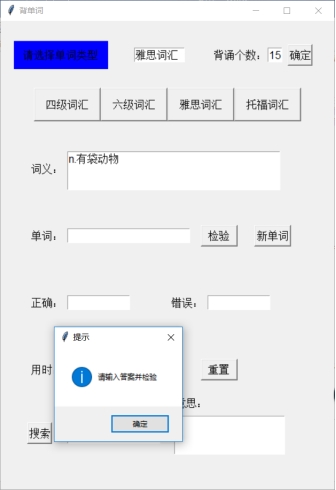 背单词
请选择单词类型
雅思词汇
背诵个数： 15 确定
四级词汇 六级词汇 雅思词汇 托福词汇
词义： n.有袋动物
单词： 检验 新单词
正确： 错误：
提示
用时 重置
请输入答案并检验
意思：
确定
搜索